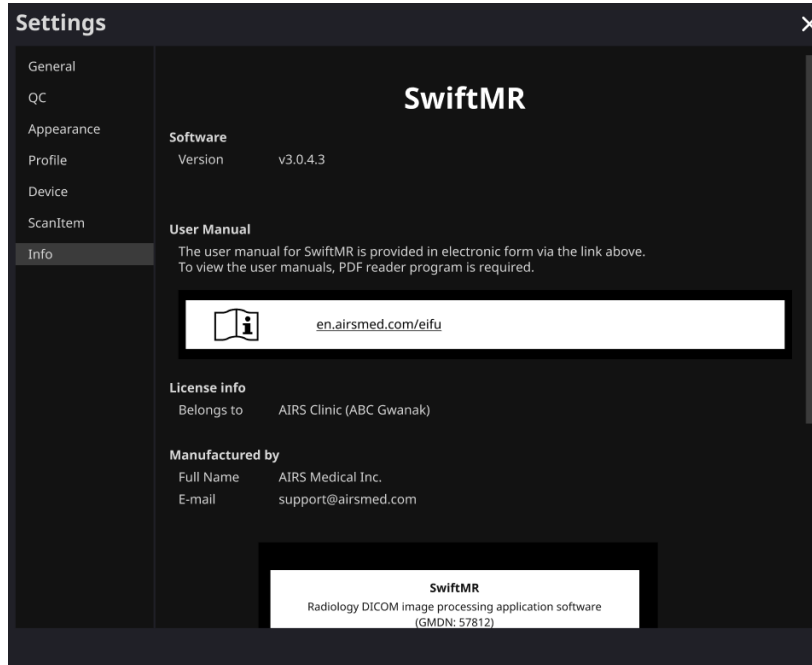 Settings
General
QC
Appearance
Profile
Device
ScanItem
Info
SwiftMR
Software
Version v3.0.4.3
User Manual
The user manual for SwiftMR is provided in electronic form via the link above.
To view the user manuals, PDF reader program is required.
en.airsmed.com/eifu
License info
Belongs to AIRS Clinic (ABC Gwanak)
Manufactured by
Full Name AIRS Medical Inc.
E-mail support@airsmed.com
SwiftMR
Radiology DICOM image processing application software
(GMDN: 57812)